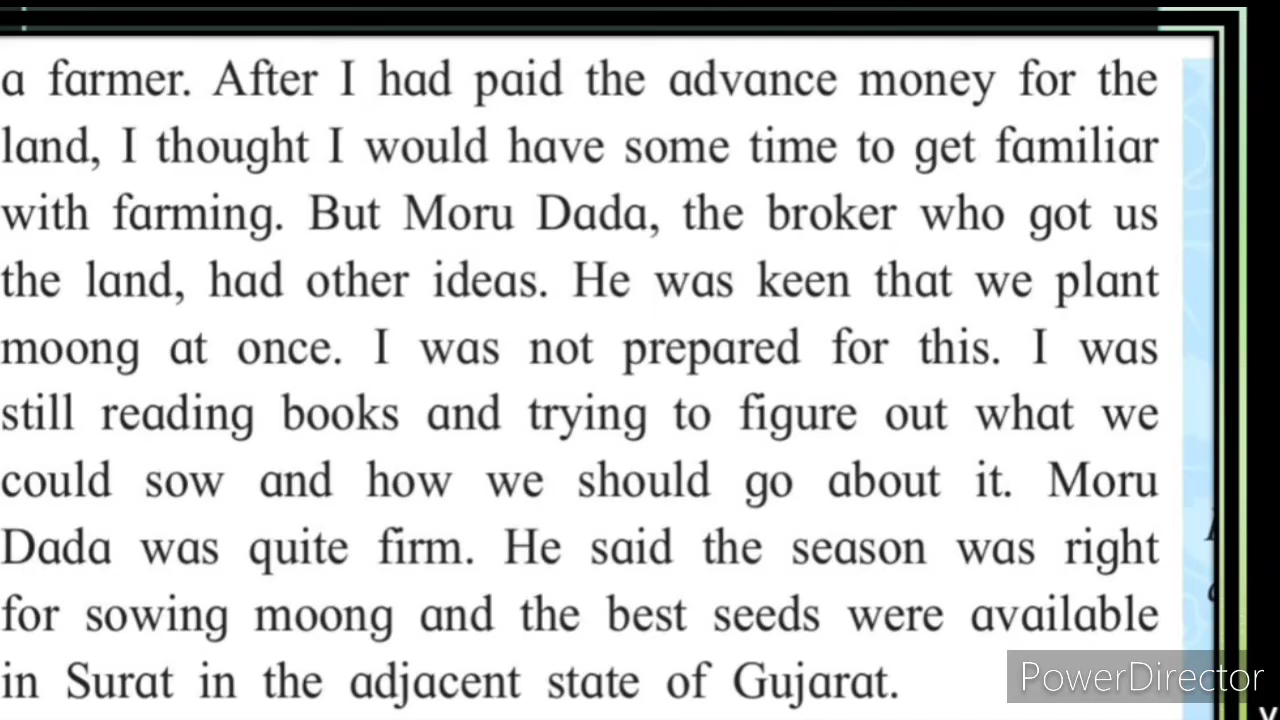 a farmer. After I had paid the advance money for the
land, I thought I would have some time to get familiar
with farming. But Moru Dada, the broker who got us
the land, had other ideas. He was keen that we plant
moong at once. I was not prepared for this. I was
still reading books and trying to figure out what we
could sow and how we should go about it. Moru
Dada was quite firm. He said the season was right
for sowing moong and the best seeds were available
in Surat in the adjacent state of Gujarat.
PowerDirector